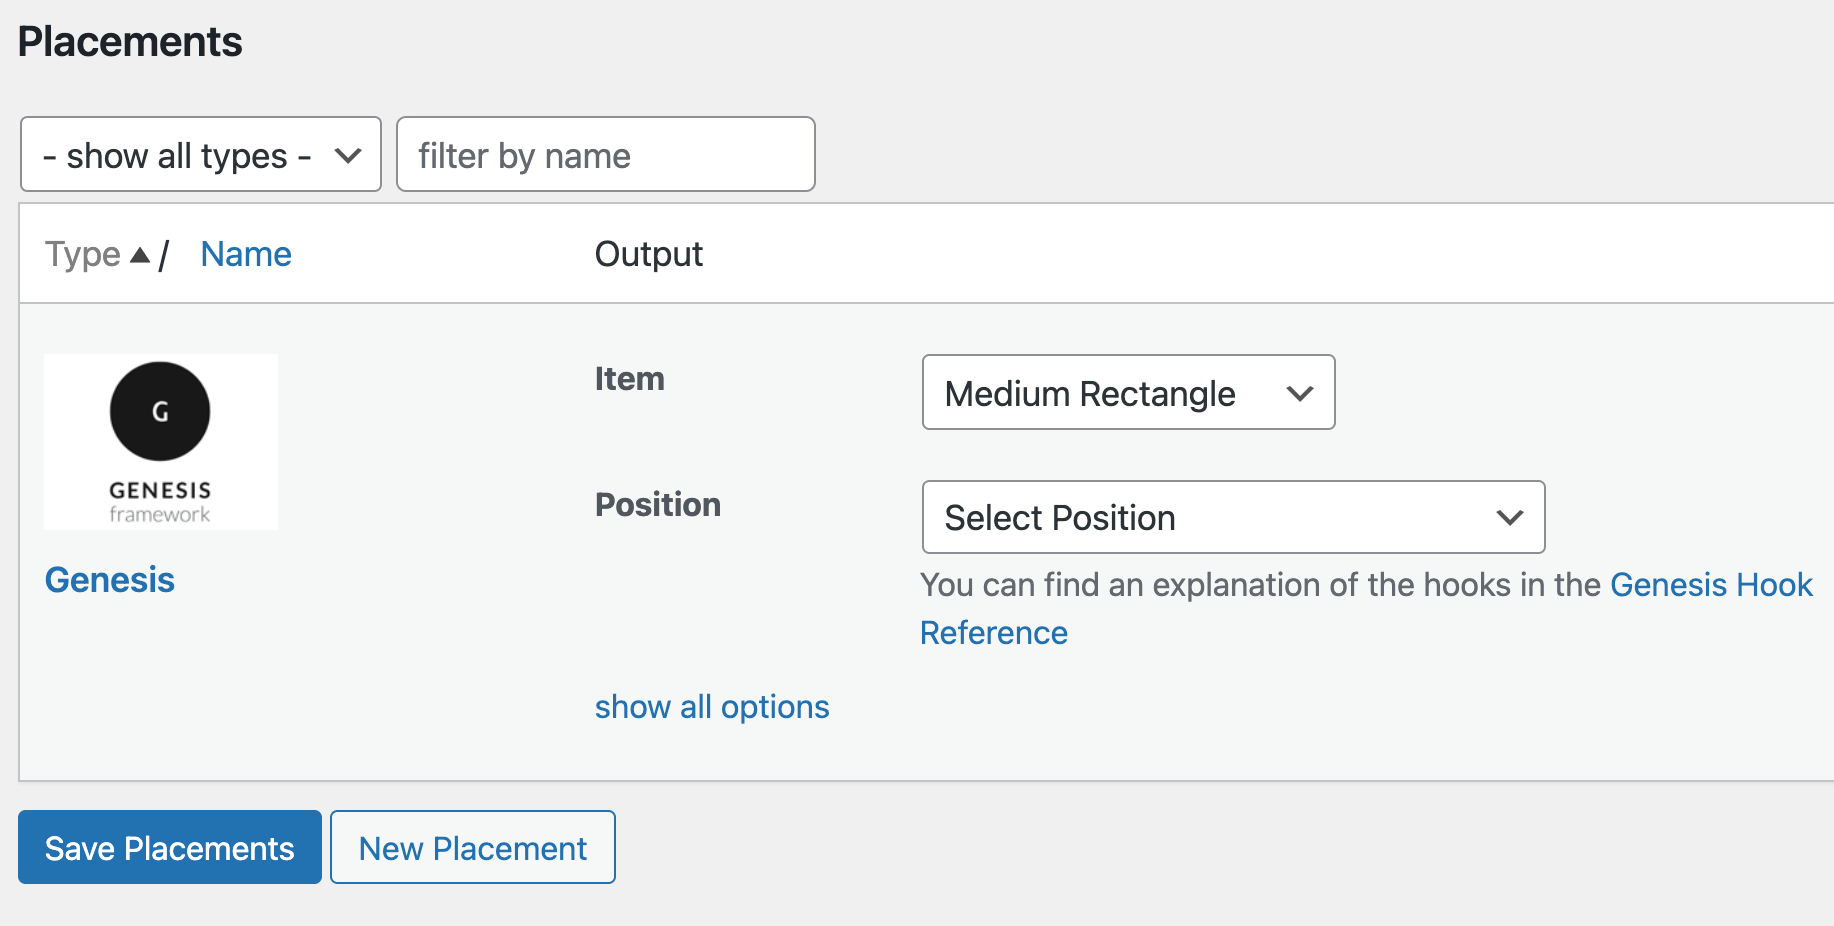 Placements
- show all types -
filter by name
Type ▲ / Name
Output
G
GENESIS
framework
Genesis
Item
Medium Rectangle
Position
Select Position
You can find an explanation of the hooks in the Genesis Hook
Reference
show all options
Save Placements
New Placement